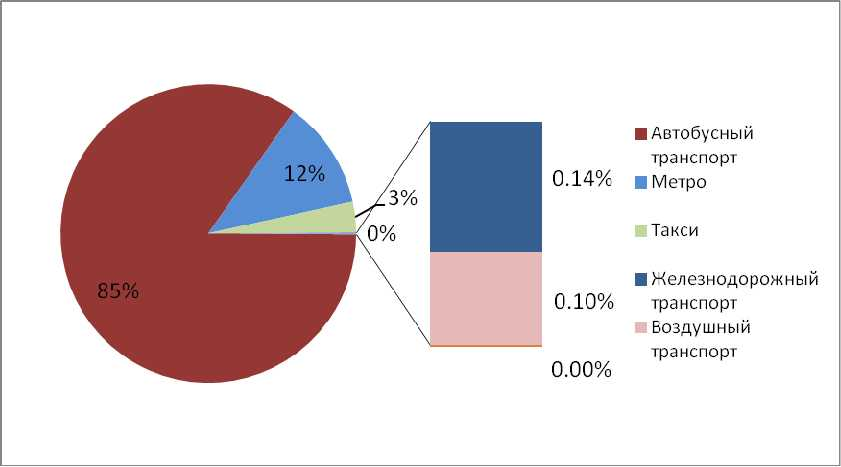 85%
12%
3%
0%
0.14%
0.10%
0.00%
Автобусный
транспорт
Метро
Такси
Железнодорожный
транспорт
Воздушный
транспорт